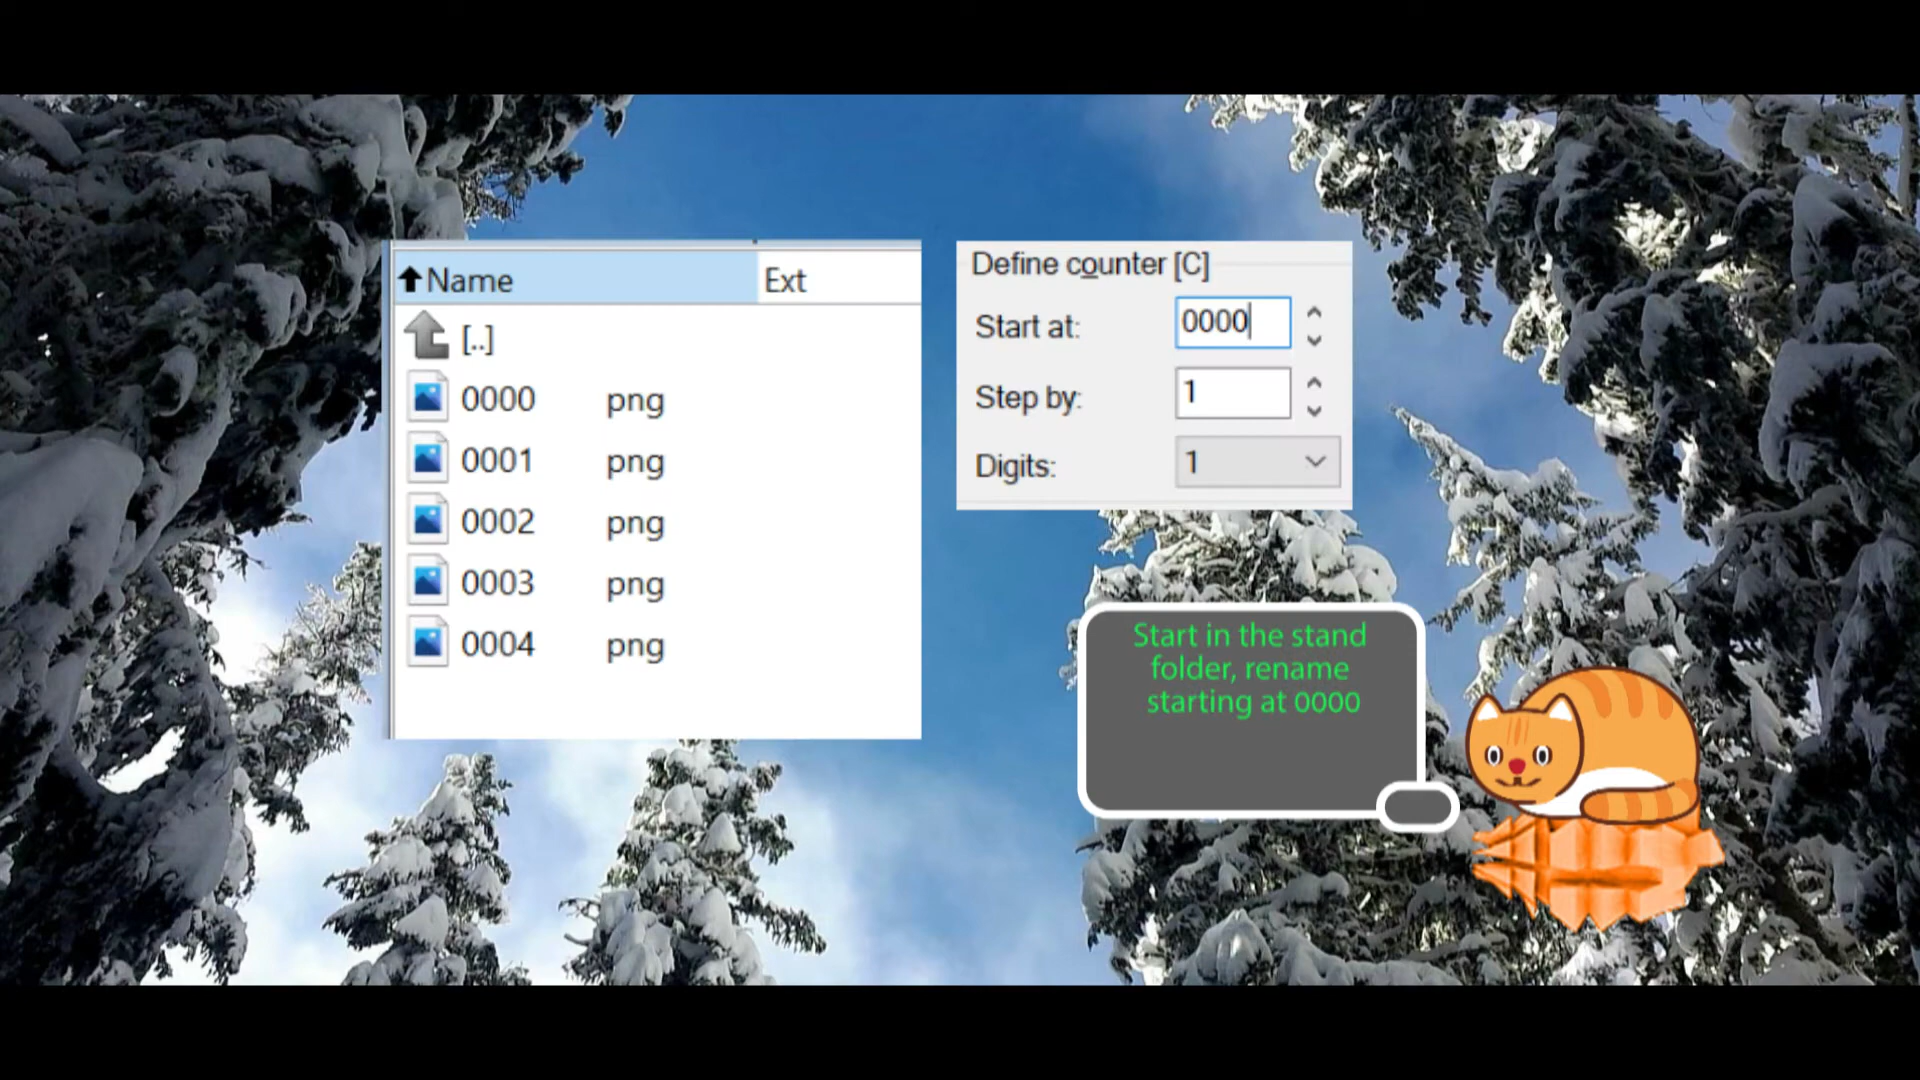 Name Ext
[..]
0000 png
0001 png
0002 png
0003 png
0004 png
Define counter [C]
Start at: 0000
Step by: 1
Digits: 1
Start in the stand
folder, rename
starting at 0000